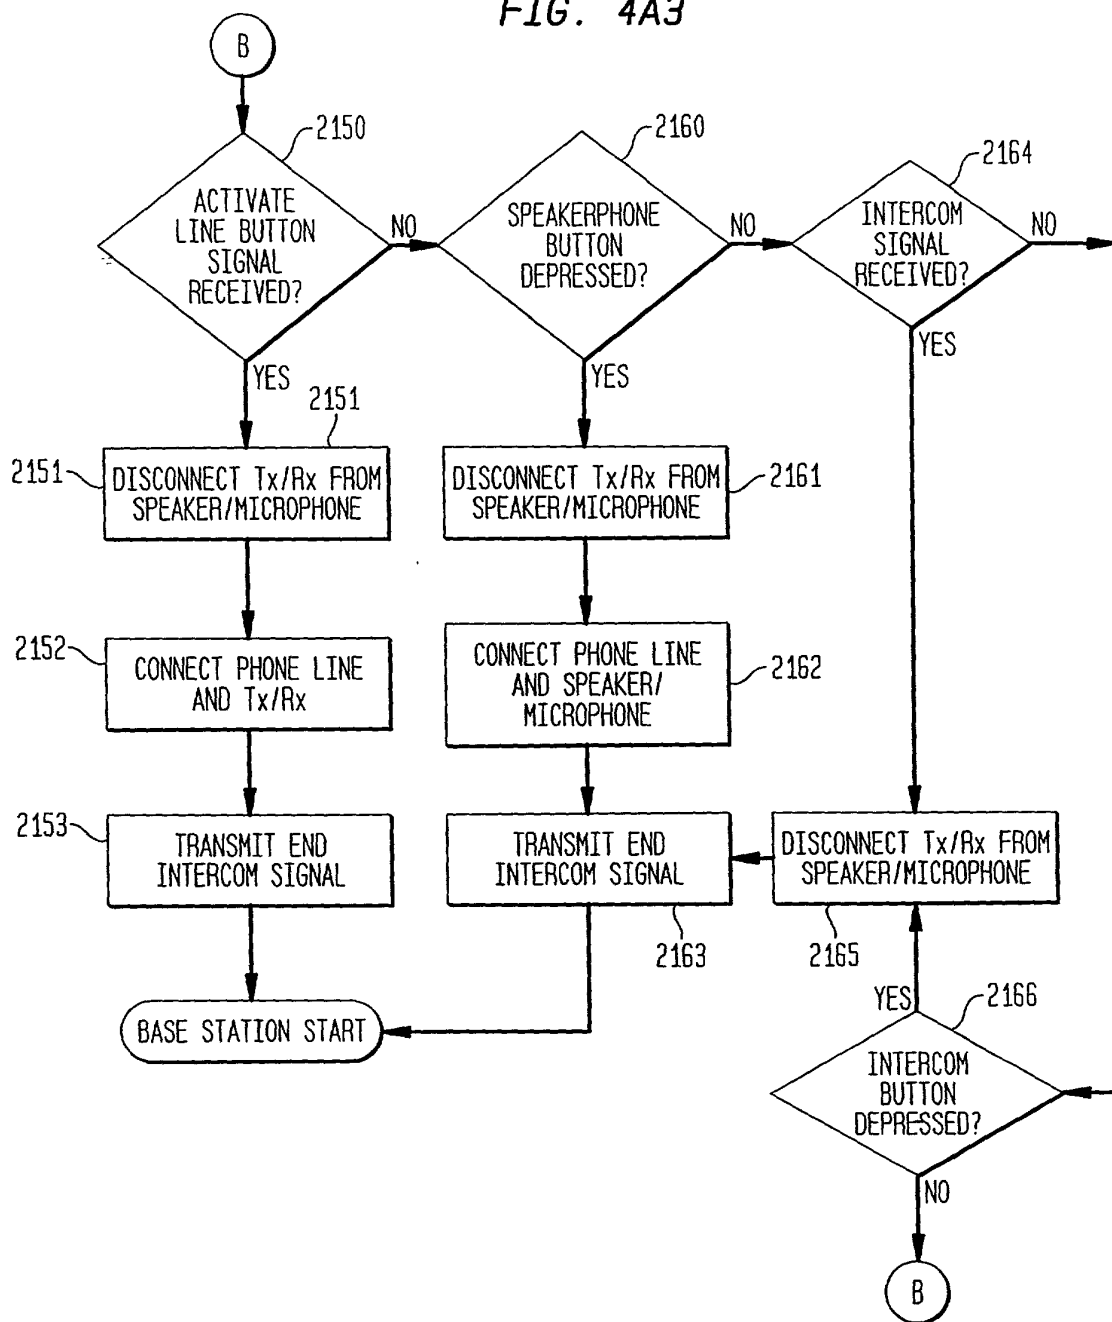 FIG. 4A3
B
2150
ACTIVATE
LINE BUTTON
SIGNAL
RECEIVED?
NO
YES
2160
SPEAKERPHONE
BUTTON
DEPRESSED?
NO
YES
2164
INTERCOM
SIGNAL
RECEIVED?
NO
YES
2151
2151
DISCONNECT Tx/Rx FROM
SPEAKER/MICROPHONE
2161
DISCONNECT Tx/Rx FROM
SPEAKER/MICROPHONE
2152
CONNECT PHONE LINE
AND Tx/Rx
2162
CONNECT PHONE LINE
AND SPEAKER/
MICROPHONE
2153
TRANSMIT END
INTERCOM SIGNAL
TRANSMIT END
INTERCOM SIGNAL
2163
DISCONNECT Tx/Rx FROM
SPEAKER/MICROPHONE
2165
BASE STATION START
YES
2166
INTERCOM
BUTTON
DEPRESSED?
NO
B